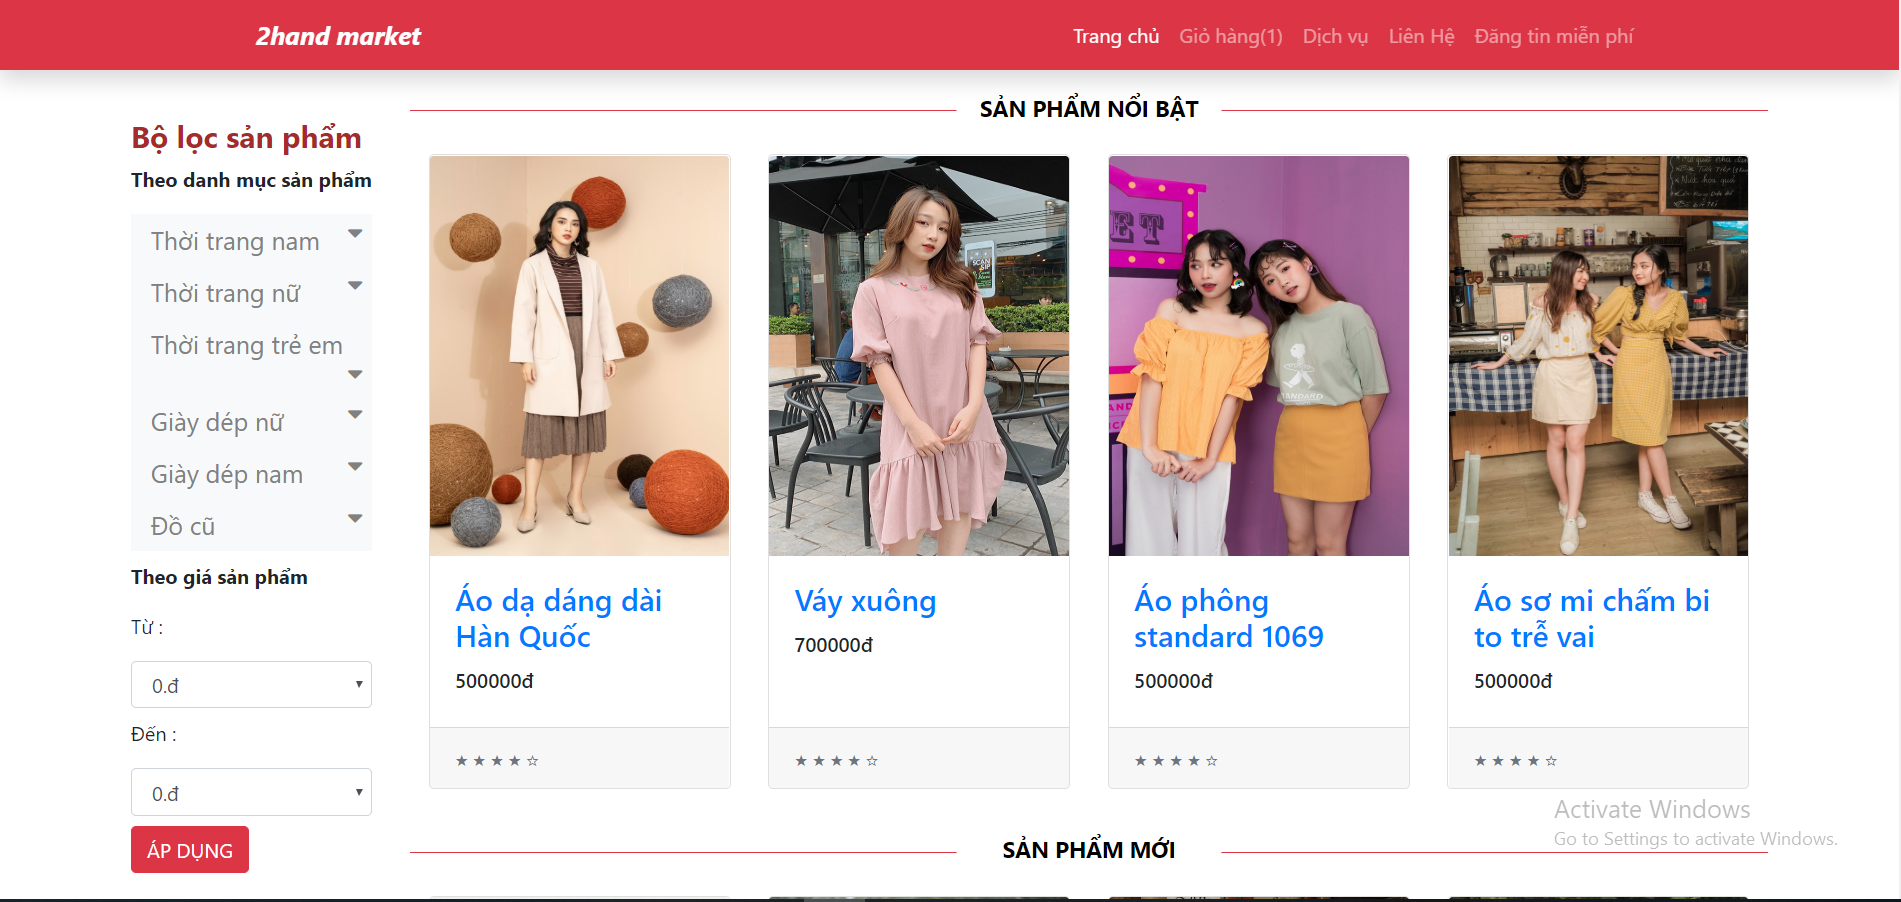 2hand market
Trang chủ Giỏ hàng(1) Dịch vụ Liên Hệ Đăng tin miễn phí
Bộ lọc sản phẩm
Theo danh mục sản phẩm
Thời trang nam
Thời trang nữ
Thời trang trẻ em
Giày dép nữ
Giày dép nam
Đồ cũ
Theo giá sản phẩm
Từ :
0.đ
Đến :
0.đ
ÁP DỤNG
SẢN PHẨM NỔI BẬT
SCAN
ET
STANDARD
Áo dạ dáng dài
Hàn Quốc
500000đ
★ ★ ★ ★ ☆
Váy xuông
700000đ
★ ★ ★ ★ ☆
Áo phông
standard 1069
500000đ
★ ★ ★ ★ ☆
Áo sơ mi chấm bi
to trễ vai
500000đ
★ ★ ★ ★ ☆
SẢN PHẨM MỚI
Activate Windows
Go to Settings to activate Windows.